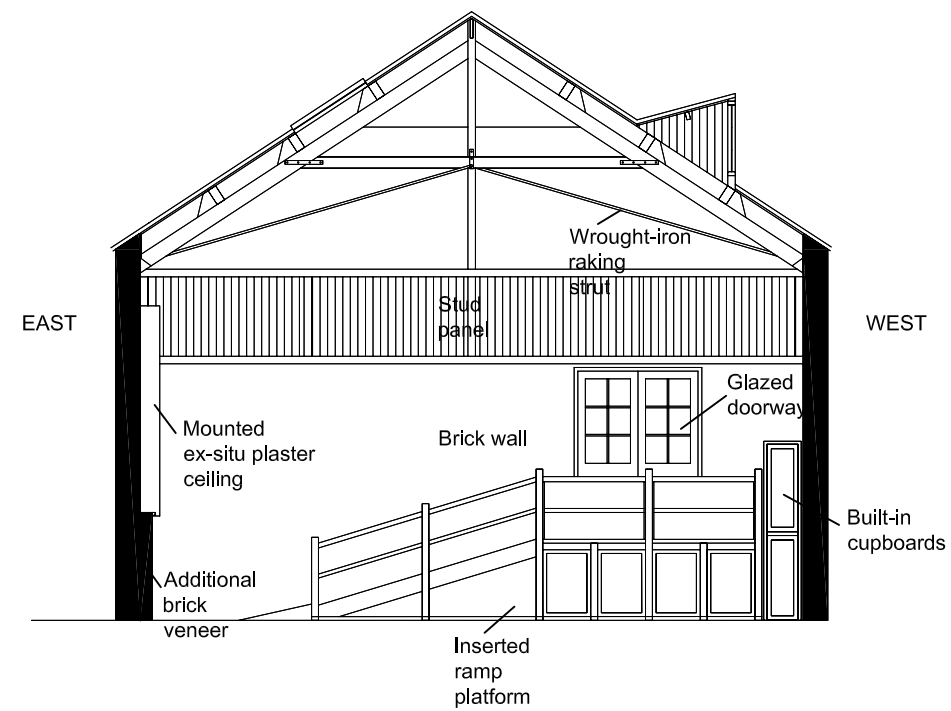 Wrought-iron
raking
strut
Stud
panel
EAST
WEST
Glazed
doorway
Mounted
ex-situ plaster
ceiling
Brick wall
Built-in
cupboards
Additional
brick
veneer
Inserted
ramp
platform